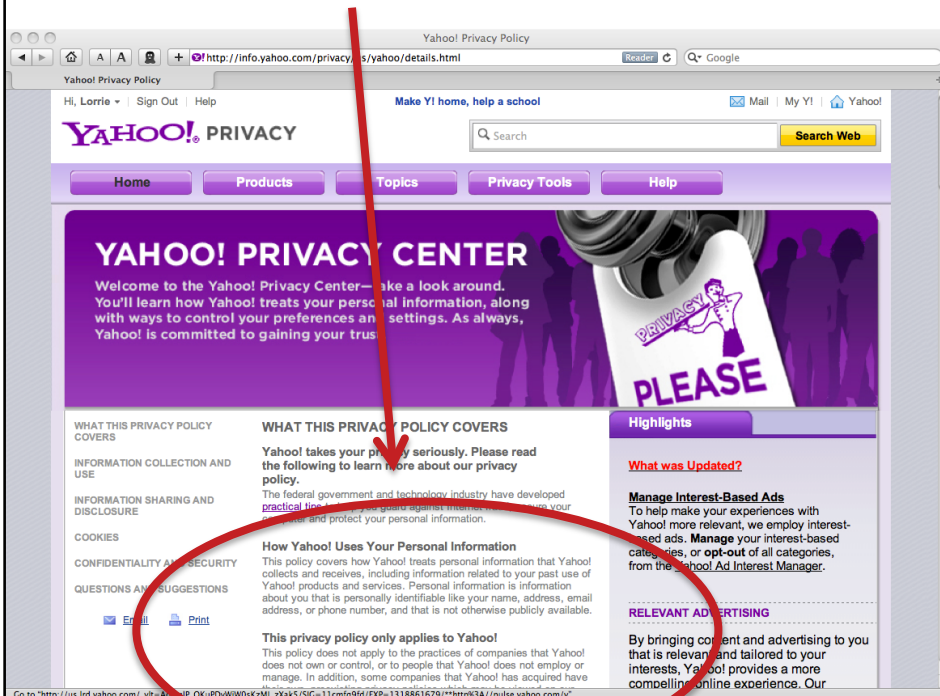 Yahoo! Privacy Policy
A A + http://info.yahoo.com/privacy/us/yahoo/details.html Reader Google
Yahoo! Privacy Policy
Hi, Lorrie Sign Out Help Make Y! home, help a school Mail My Y! Yahoo!
YAHOO! PRIVACY
Search Search Web
Home Products Topics Privacy Tools Help
YAHOO! PRIVACY CENTER
Welcome to the Yahoo! Privacy Center—take a look around.
You'll learn how Yahoo! treats your personal information, along
with ways to control your preferences and settings. As always,
Yahoo! is committed to gaining your trust.
PRIVACY
PLEASE
WHAT THIS PRIVACY POLICY
COVERS
INFORMATION COLLECTION AND
USE
INFORMATION SHARING AND
DISCLOSURE
COOKIES
CONFIDENTIALITY AND SECURITY
QUESTIONS AND SUGGESTIONS
Email Print
WHAT THIS PRIVACY POLICY COVERS
Yahoo! takes your privacy seriously. Please read
the following to learn more about our privacy
policy.
The federal government and technology industry have developed
practical tips to help you guard against Internet fraud, secure your
computer and protect your personal information.
How Yahoo! Uses Your Personal Information
This policy covers how Yahoo! treats personal information that Yahoo!
collects and receives, including information related to your past use of
Yahoo! products and services. Personal information is information
about you that is personally identifiable like your name, address, email
address, or phone number, and that is not otherwise publicly available.
This privacy policy only applies to Yahoo!
This policy does not apply to the practices of companies that Yahoo!
does not own or control, or to people that Yahoo! does not employ or
manage. In addition, some companies that Yahoo! has acquired have
Highlights
What was Updated?
Manage Interest-Based Ads
To help make your experiences with
Yahoo! more relevant, we employ interest-
based ads. Manage your interest-based
categories, or opt-out of all categories,
from the Yahoo! Ad Interest Manager.
RELEVANT ADVERTISING
By bringing content and advertising to you
that is relevant and tailored to your
interests, Yahoo! provides a more
compelling online experience. Our